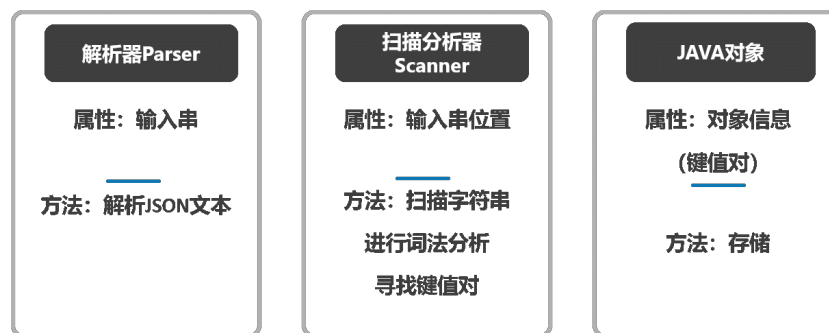 解析器Parser
属性：输入串
方法：解析JSON文本
扫描分析器
Scanner
属性：输入串位置
方法：扫描字符串
进行词法分析
寻找键值对
JAVA对象
属性：对象信息
（键值对）
方法：存储